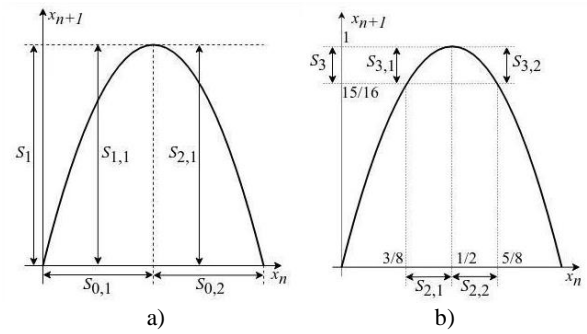 x_{n+1}
S_1
S_{1,1}
S_{2,1}
x_n
S_{0,1}
S_{0,2}
a)
x_{n+1}
1
S_3
S_{3,1}
S_{3,2}
15/16
3/8
1/2
5/8
x_n
S_{2,1}
S_{2,2}
b)